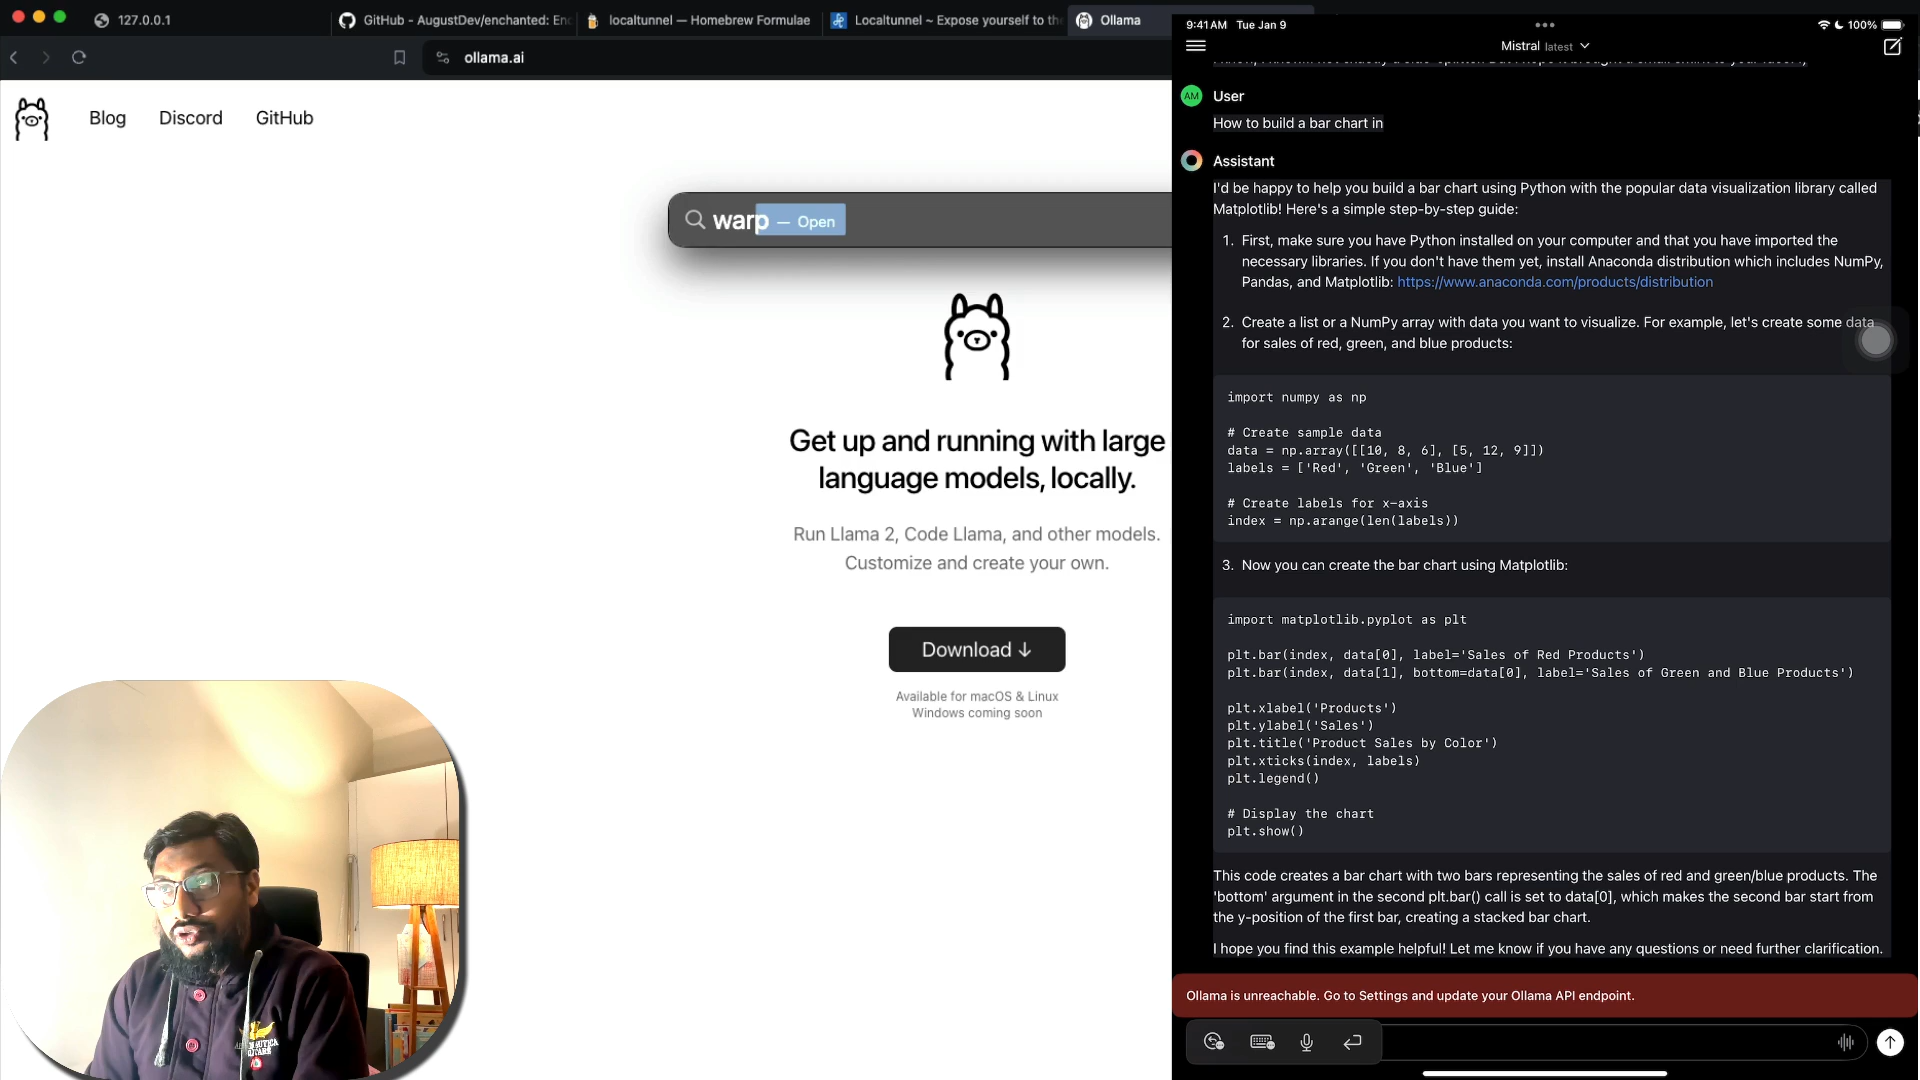 127.0.0.1
GitHub - AugustDev/enchanted: En
localtunnel — Homebrew Formulae
Localtunnel ~ Expose yourself to th
Ollama
ollama.ai
Blog
Discord
GitHub
warp — Open
Get up and running with large
language models, locally.
Run Llama 2, Code Llama, and other models.
Customize and create your own.
Download ↓
Available for macOS & Linux
Windows coming soon
9:41 AM Tue Jan 9
100%
Mistral latest
AM
User
How to build a bar chart in
Assistant
I'd be happy to help you build a bar chart using Python with the popular data visualization library called
Matplotlib! Here's a simple step-by-step guide:
1. First, make sure you have Python installed on your computer and that you have imported the
necessary libraries. If you don't have them yet, install Anaconda distribution which includes NumPy,
Pandas, and Matplotlib: https://www.anaconda.com/products/distribution
2. Create a list or a NumPy array with data you want to visualize. For example, let's create some data
for sales of red, green, and blue products:
import numpy as np
# Create sample data
data = np.array([[10, 8, 6], [5, 12, 9]])
labels = ['Red', 'Green', 'Blue']
# Create labels for x-axis
index = np.arange(len(labels))
3. Now you can create the bar chart using Matplotlib:
import matplotlib.pyplot as plt
plt.bar(index, data[0], label='Sales of Red Products')
plt.bar(index, data[1], bottom=data[0], label='Sales of Green and Blue Products')
plt.xlabel('Products')
plt.ylabel('Sales')
plt.title('Product Sales by Color')
plt.xticks(index, labels)
plt.legend()
# Display the chart
plt.show()
This code creates a bar chart with two bars representing the sales of red and green/blue products. The
'bottom' argument in the second plt.bar() call is set to data[0], which makes the second bar start from
the y-position of the first bar, creating a stacked bar chart.
I hope you find this example helpful! Let me know if you have any questions or need further clarification.
Ollama is unreachable. Go to Settings and update your Ollama API endpoint.